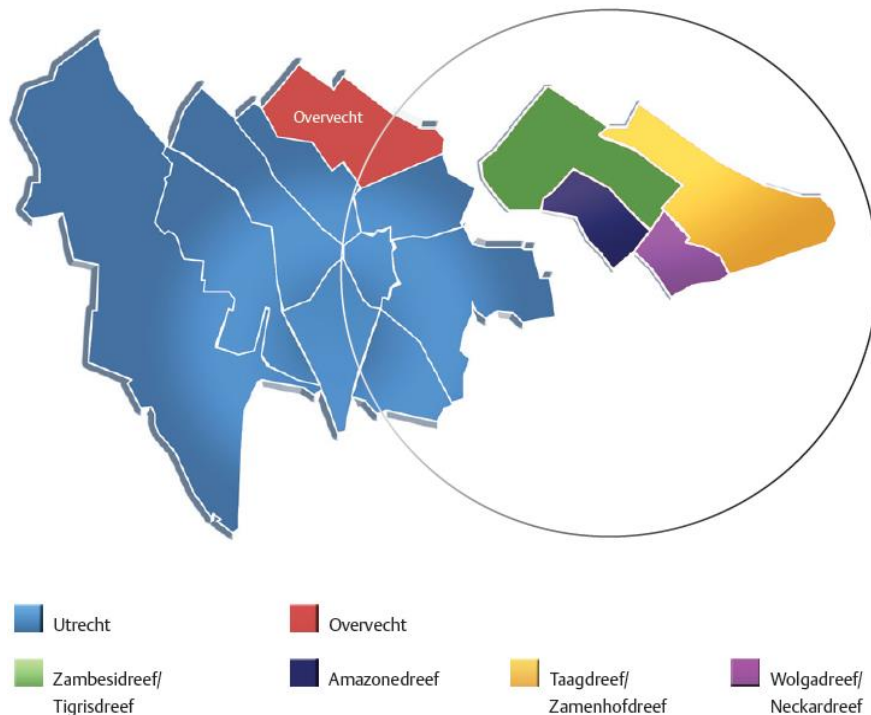 Overvecht
Utrecht
Overvecht
Zambesidreef/
Tigrisdreef
Amazonedreef
Taagdreef/
Zamenhofdreef
Wolgadreef/
Neckardreef